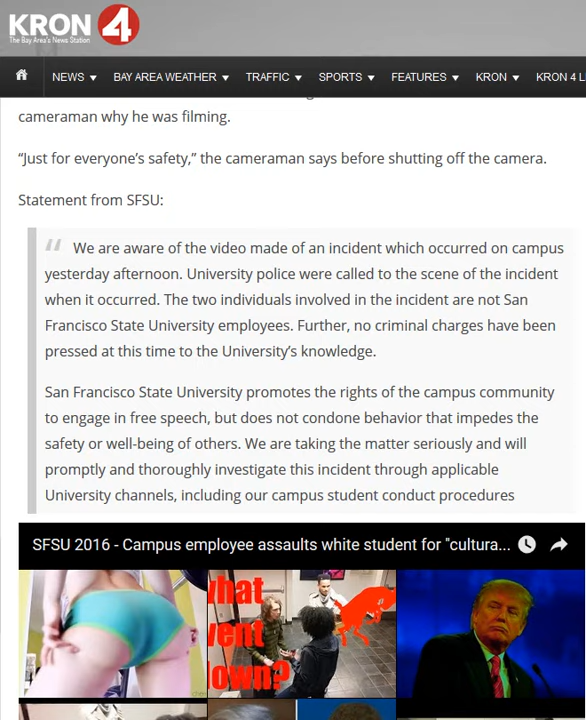 KRON 4
The Bay Area's News Station
NEWS BAY AREA WEATHER TRAFFIC SPORTS FEATURES KRON KRON 4 LI
cameraman why he was filming.
“Just for everyone’s safety,” the cameraman says before shutting off the camera.
Statement from SFSU:
We are aware of the video made of an incident which occurred on campus
yesterday afternoon. University police were called to the scene of the incident
when it occurred. The two individuals involved in the incident are not San
Francisco State University employees. Further, no criminal charges have been
pressed at this time to the University’s knowledge.
San Francisco State University promotes the rights of the campus community
to engage in free speech, but does not condone behavior that impedes the
safety or well-being of others. We are taking the matter seriously and will
promptly and thoroughly investigate this incident through applicable
University channels, including our campus student conduct procedures
SFSU 2016 - Campus employee assaults white student for "cultura...
hat
ent
own?